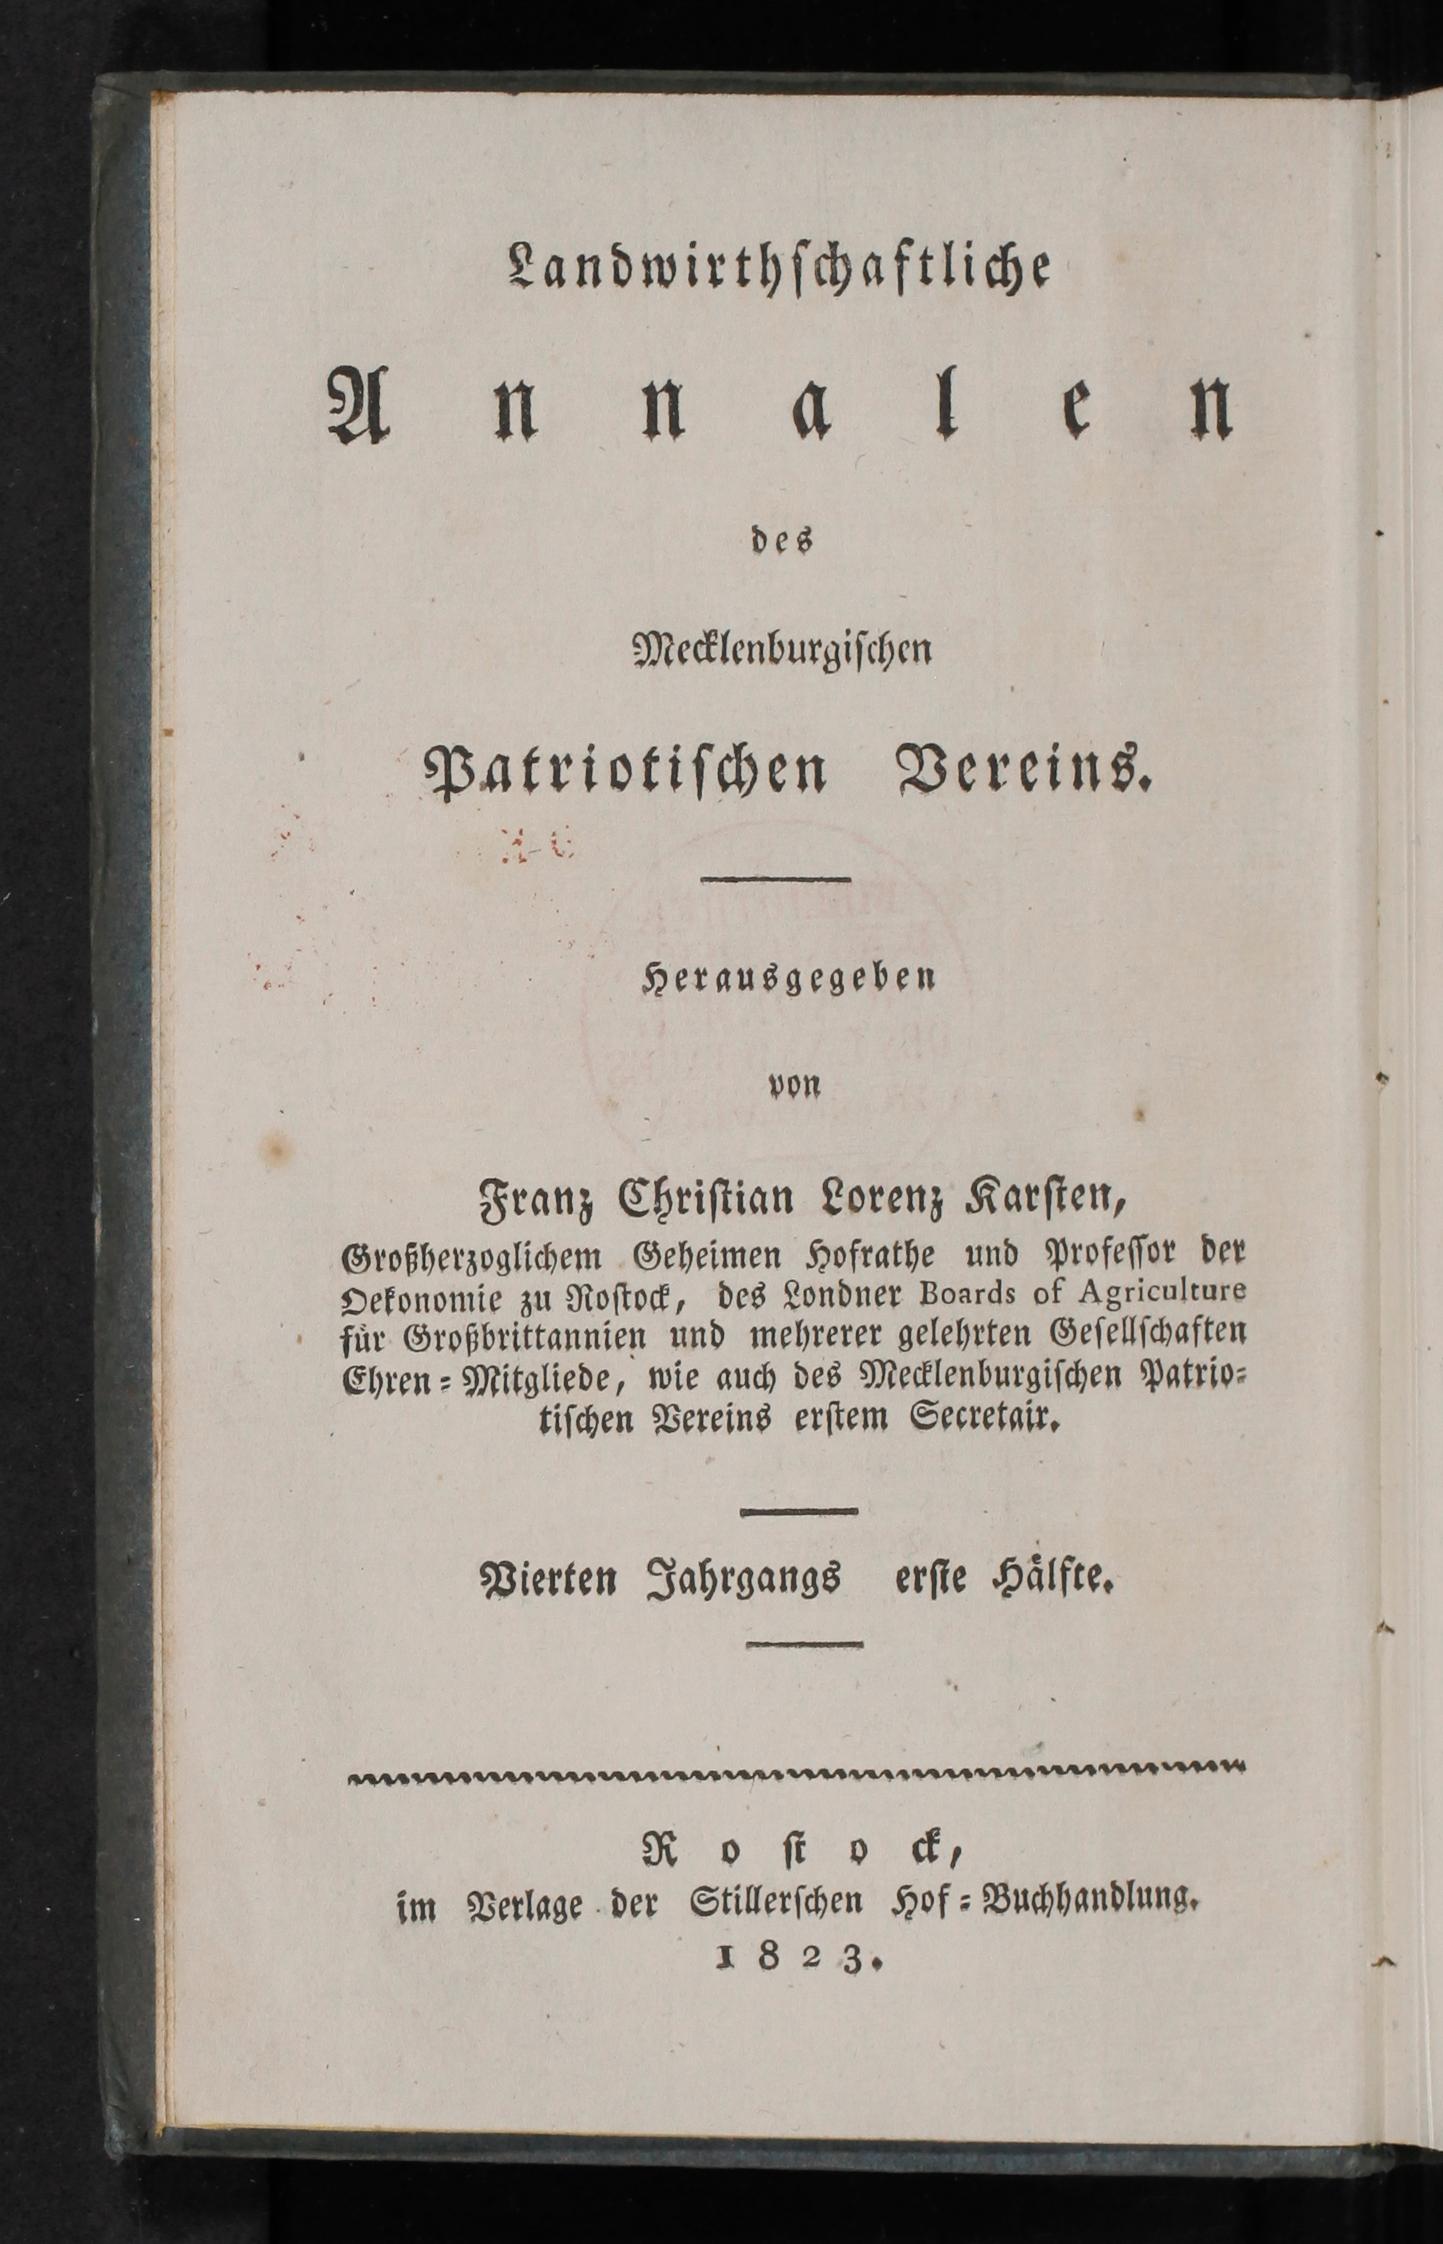 Landwirthſchaftliche
Annalen
des
Mecklenburgiſchen
Patriotiſchen Vereins.
Herausgegeben
von
Franz Chriſtian Lorenz Karſten,
Großherzoglichem Geheimen Hofrathe und Profeſſor der
Oekonomie zu Roſtock, des Londner Boards of Agriculture
für Großbrittannien und mehrerer gelehrten Geſellſchaften
Ehren-Mitgliede, wie auch des Mecklenburgiſchen Patrio-
tiſchen Vereins erſtem Secretair.
Vierten Jahrgangs erſte Hälfte.
Roſtock,
im Verlage der Stillerſchen Hof-Buchhandlung.
1823.